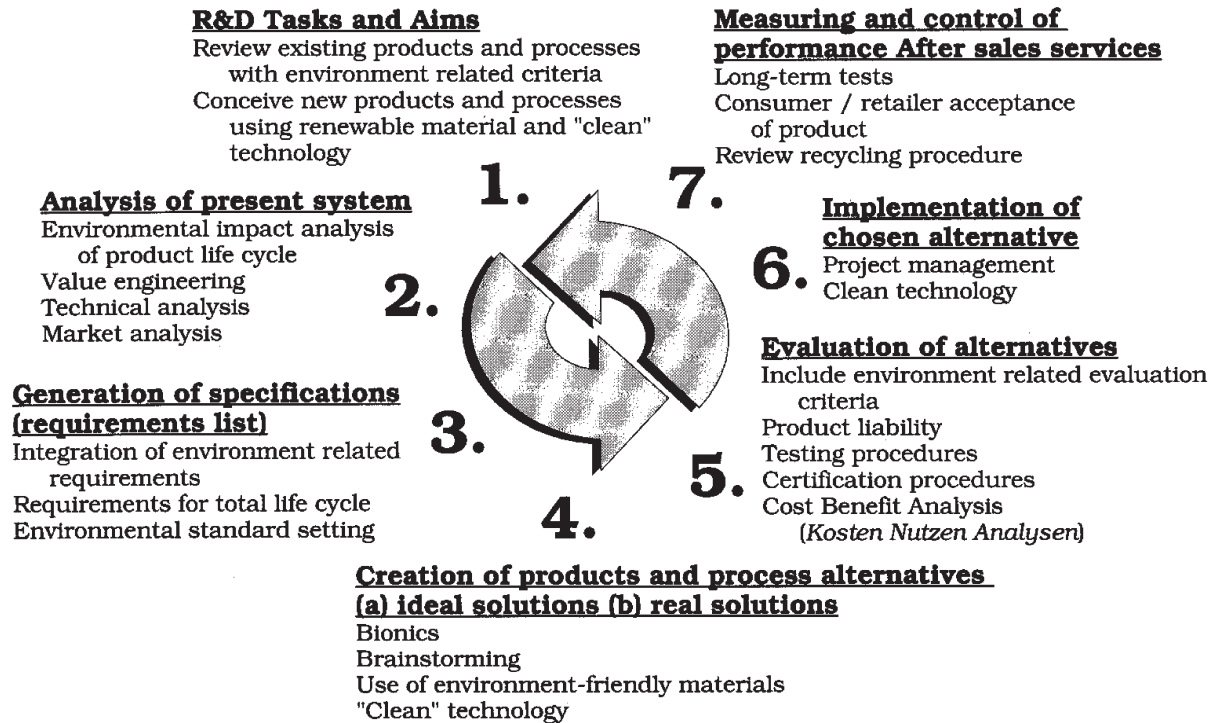 R&D Tasks and Aims
Review existing products and processes
with environment related criteria
Conceive new products and processes
using renewable material and "clean"
technology
1.
Analysis of present system
Environmental impact analysis
of product life cycle
Value engineering
Technical analysis
Market analysis
2.
Generation of specifications
(requirements list)
Integration of environment related
requirements
Requirements for total life cycle
Environmental standard setting
3.
4.
Creation of products and process alternatives
(a) ideal solutions (b) real solutions
Bionics
Brainstorming
Use of environment-friendly materials
"Clean" technology
5.
Evaluation of alternatives
Include environment related evaluation
criteria
Product liability
Testing procedures
Certification procedures
Cost Benefit Analysis
(Kosten Nutzen Analysen)
6.
Implementation of
chosen alternative
Project management
Clean technology
7.
Measuring and control of
performance After sales services
Long-term tests
Consumer / retailer acceptance
of product
Review recycling procedure